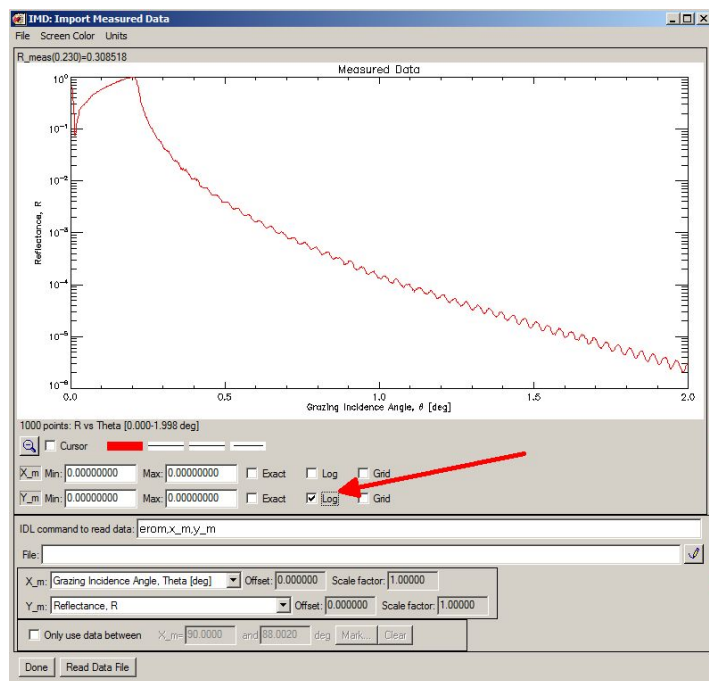 IMD: Import Measured Data
File Screen Color Units
R_meas(0.230)=0.308518
Measured Data
10⁰
10⁻¹
10⁻²
10⁻³
10⁻⁴
10⁻⁵
10⁻⁶
Reflectance, R
0.0 0.5 1.0 1.5 2.0
Grazing Incidence Angle, θ [deg]
1000 points: R vs Theta [0.000-1.998 deg]
Cursor
X_m Min: 0.00000000 Max: 0.00000000 Exact Log Grid
Y_m Min: 0.00000000 Max: 0.00000000 Exact Log Grid
IDL command to read data: erom,x_m,y_m
File:
X_m: Grazing Incidence Angle, Theta [deg] Offset: 0.000000 Scale factor: 1.00000
Y_m: Reflectance, R Offset: 0.000000 Scale factor: 1.00000
Only use data between X_m= 90.0000 and 88.0020 deg Mark... Clear
Done Read Data File